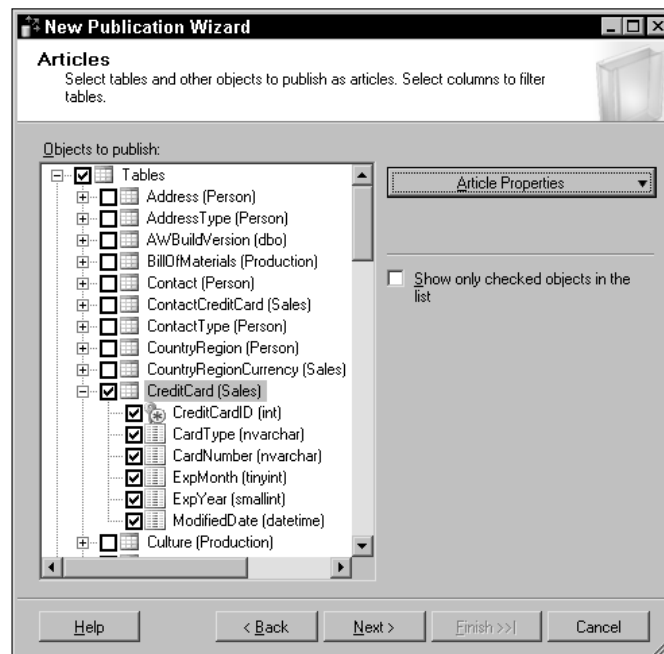 New Publication Wizard
Articles
Select tables and other objects to publish as articles. Select columns to filter
tables.
Objects to publish:
Tables
Address (Person)
AddressType (Person)
AWBuildVersion (dbo)
BillOfMaterials (Production)
Contact (Person)
ContactCreditCard (Sales)
ContactType (Person)
CountryRegion (Person)
CountryRegionCurrency (Sales)
CreditCard (Sales)
CreditCardID (int)
CardType (nvarchar)
CardNumber (nvarchar)
ExpMonth (tinyint)
ExpYear (smallint)
ModifiedDate (datetime)
Culture (Production)
Article Properties
Show only checked objects in the
list
Help
< Back
Next >
Finish >>|
Cancel